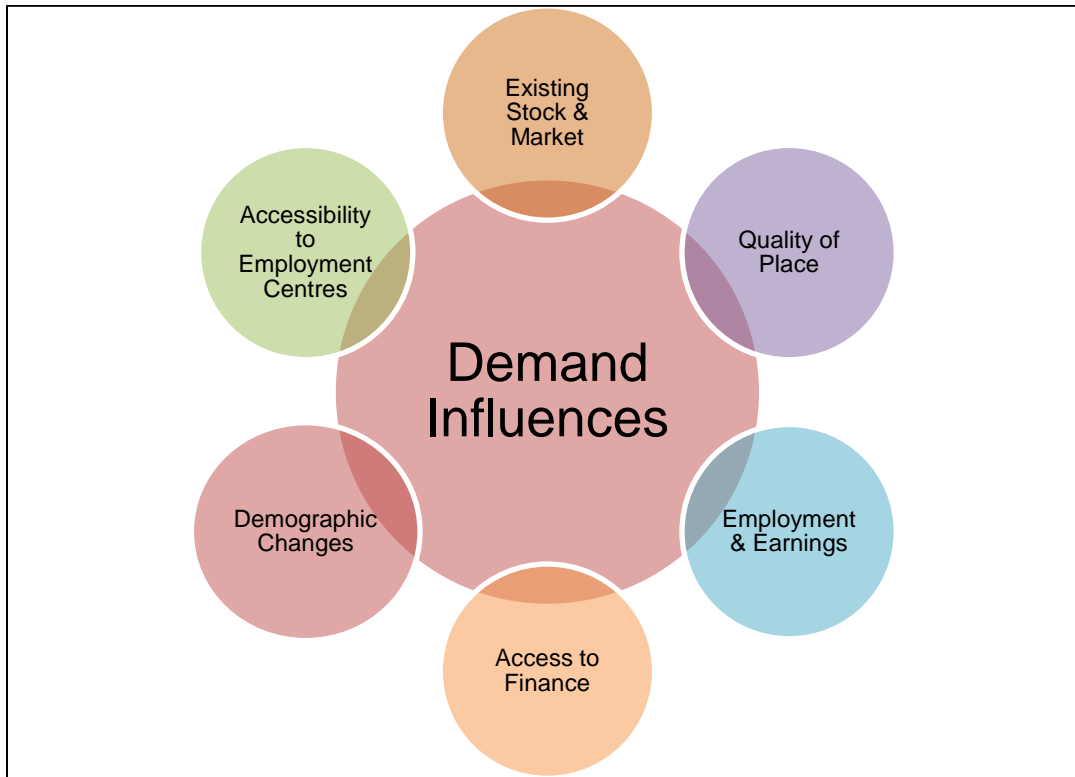 Existing
Stock &
Market
Accessibility
to
Employment
Centres
Quality of
Place
Demand
Influences
Demographic
Changes
Employment
& Earnings
Access to
Finance